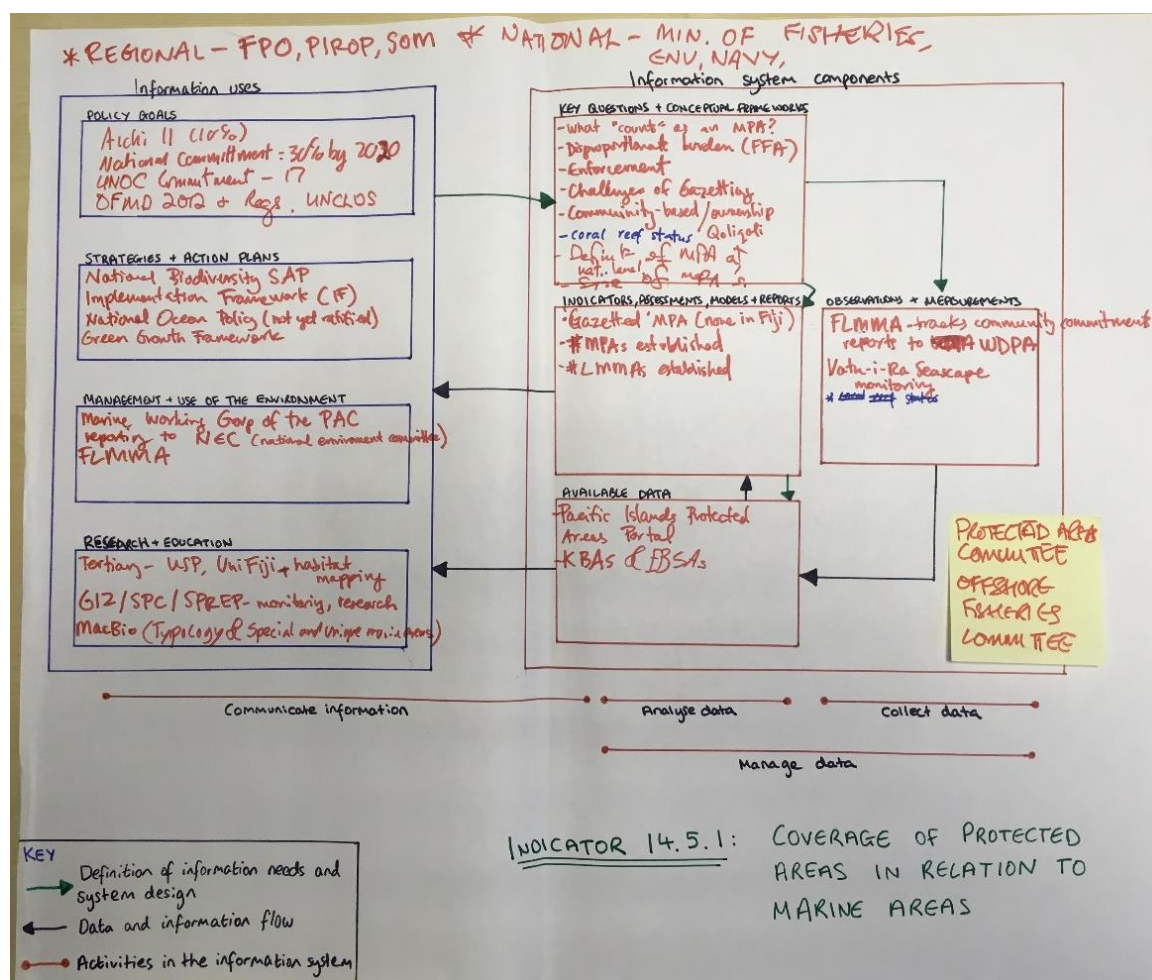 * REGIONAL - FPO, PIROP, SOM * NATIONAL - MIN. OF FISHERIES,
ENV, NAVY,
Information uses
POLICY GOALS
Aichi 11 (10%)
National Committment: 30% by 2020
UNOC Commitment - 17
OFMD 2012 + Regs. UNCLOS
STRATEGIES + ACTION PLANS
National Biodiversity SAP
Implementation Framework (IF)
National Ocean Policy (not yet ratified)
Green Growth Framework
MANAGEMENT + USE OF THE ENVIRONMENT
Marine Working Gorp of the PAC
reporting to NEC (national environment committee)
FLMMA
RESEARCH + EDUCATION
Tertiary - USP, UniFiji + habitat
mapping
GIZ/SPC/SPREP - monitoring, research
MacBio (Typology of Special and Unique
Information system components
KEY QUESTIONS + CONCEPTUAL FRAMEWORKS
- What "counts" as an MPA?
- Disproportionate burden (FFA)
- Enforcement
- Challenges of Gazetting
- Community-based/ownership
- coral reef status / Qoliqoli
- of MPA at
nat. level
- Size of MPA
INDICATORS, ASSESSMENTS, MODELS + REPORTS
- Gazetted MPA (none in Fiji)
- # MPAs established
- # LMMAs established
AVAILABLE DATA
- Pacific Islands Protected
Areas Portal
- KBAs & EBSAs
OBSERVATIONS + MEASUREMENTS
FLMMA - tracks community commitments
reports to WDPA
Vatu-i-Ra Seascape
monitoring
PROTECTED AREAS
COMMITTEE
OFFSHORE
FISHERIES
COMMITTEE
Communicate information
Analyse data
Collect data
Manage data
INDICATOR 14.5.1: COVERAGE OF PROTECTED
AREAS IN RELATION TO
MARINE AREAS
KEY
Definition of information needs and
system design
Data and information flow
Activities in the information system